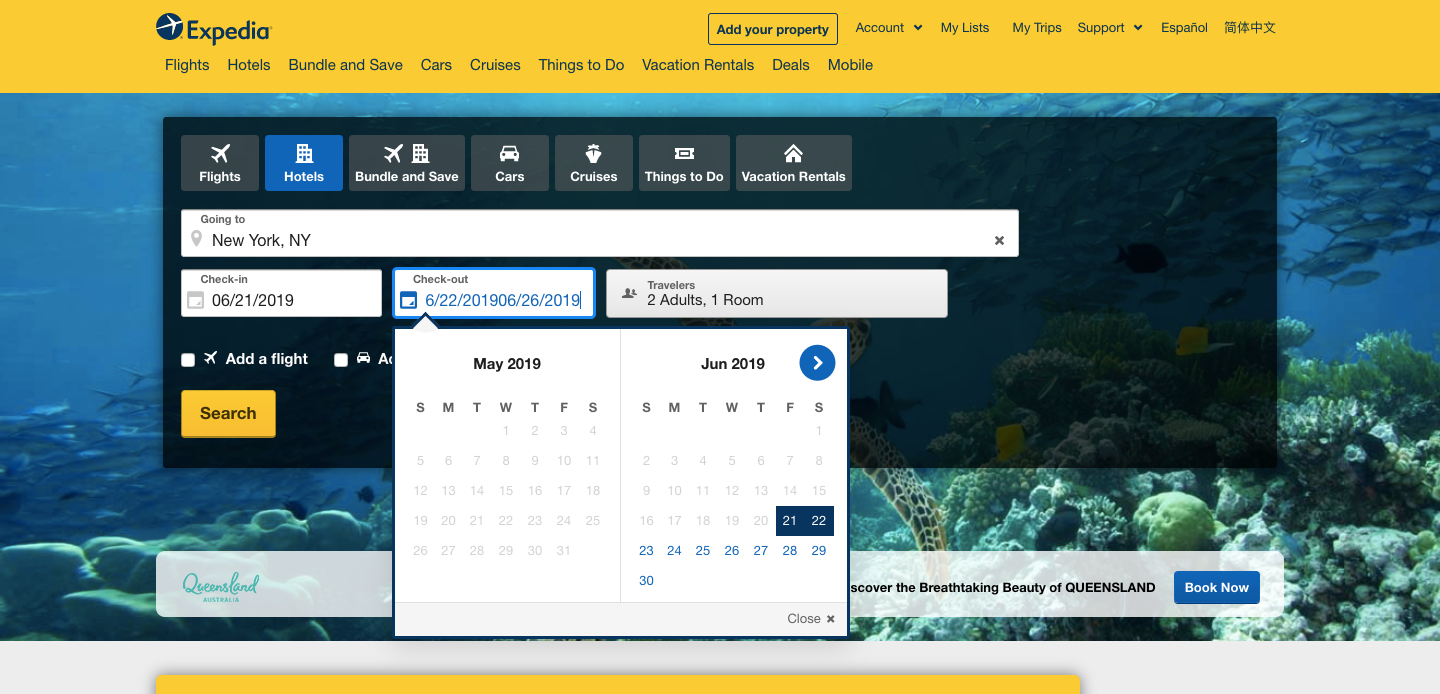 Expedia
Add your property
Account
My Lists
My Trips
Support
Español
简体中文
Flights
Hotels
Bundle and Save
Cars
Cruises
Things to Do
Vacation Rentals
Deals
Mobile
Flights
Hotels
Bundle and Save
Cars
Cruises
Things to Do
Vacation Rentals
Going to
New York, NY
Check-in
06/21/2019
Check-out
6/22/201906/26/2019
Travelers
2 Adults, 1 Room
Add a flight
Ad
Search
May 2019
S M T W T F S
1 2 3 4
5 6 7 8 9 10 11
12 13 14 15 16 17 18
19 20 21 22 23 24 25
26 27 28 29 30 31
Jun 2019
S M T W T F S
1
2 3 4 5 6 7 8
9 10 11 12 13 14 15
16 17 18 19 20 21 22
23 24 25 26 27 28 29
30
Close
Queensland
AUSTRALIA
scover the Breathtaking Beauty of QUEENSLAND
Book Now